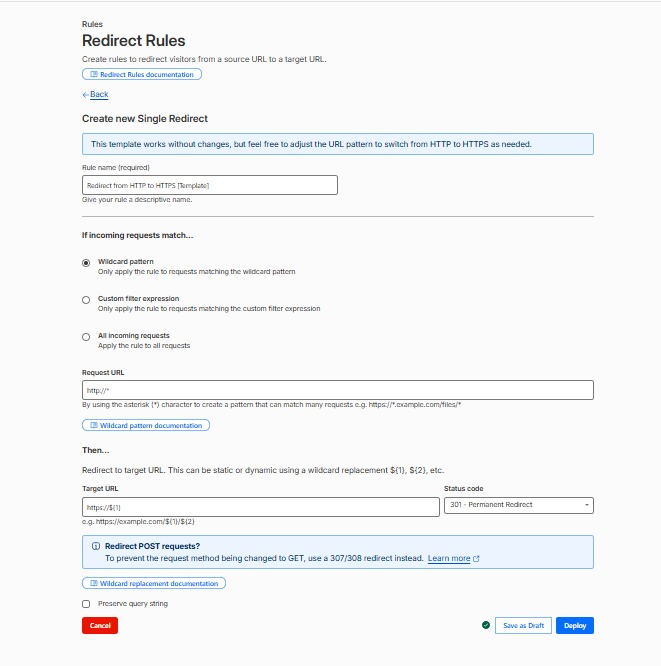 Rules
Redirect Rules
Create rules to redirect visitors from a source URL to a target URL.
Redirect Rules documentation
←Back
Create new Single Redirect
This template works without changes, but feel free to adjust the URL pattern to switch from HTTP to HTTPS as needed.
Rule name (required)
Redirect from HTTP to HTTPS [Template]
Give your rule a descriptive name.
If incoming requests match...
Wildcard pattern
Only apply the rule to requests matching the wildcard pattern
Custom filter expression
Only apply the rule to requests matching the custom filter expression
All incoming requests
Apply the rule to all requests
Request URL
http://*
By using the asterisk (*) character to create a pattern that can match many requests e.g. https://*.example.com/files/*
Wildcard pattern documentation
Then...
Redirect to target URL. This can be static or dynamic using a wildcard replacement ${1}, ${2}, etc.
Target URL
Status code
https://${1}
301 - Permanent Redirect
e.g. https://example.com/${1}/${2}
Redirect POST requests?
To prevent the request method being changed to GET, use a 307/308 redirect instead. Learn more
Wildcard replacement documentation
Preserve query string
Cancel
Save as Draft
Deploy